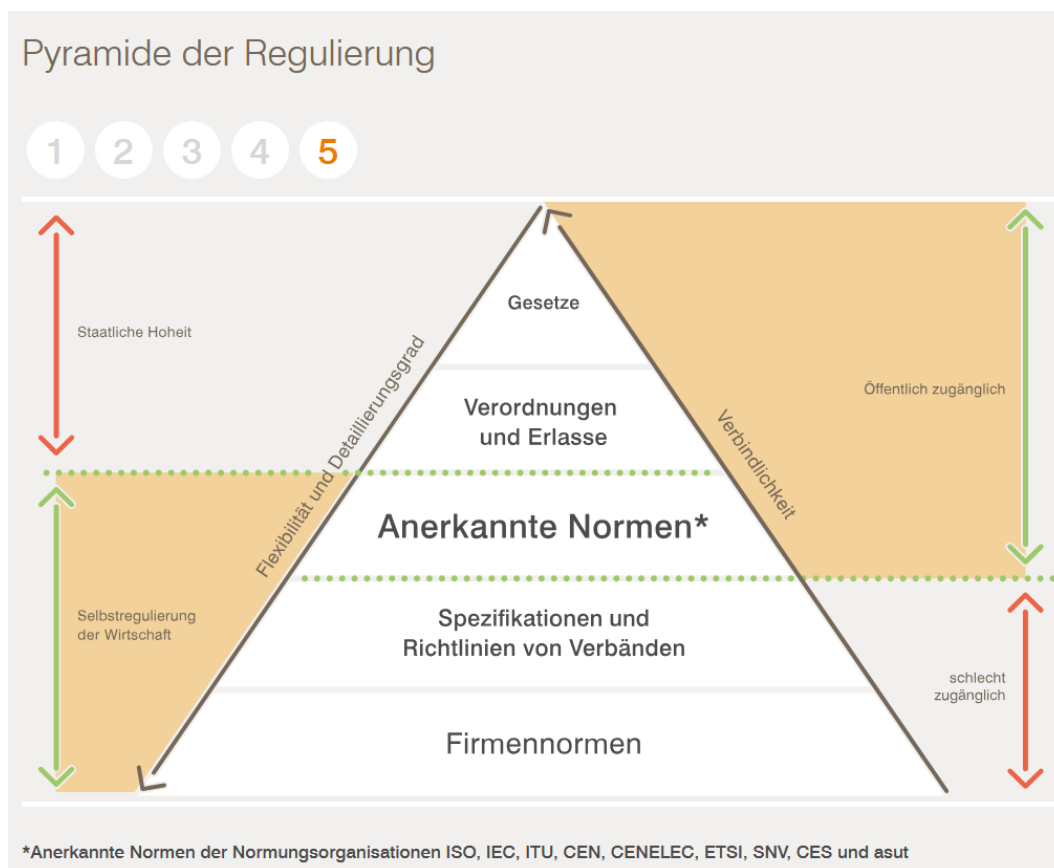 Pyramide der Regulierung
1 2 3 4 5
Gesetze
Staatliche Hoheit
Flexibilität und Detaillierungsgrad
Öffentlich zugänglich
Verordnungen
und Erlasse
Verbindlichkeit
Anerkannte Normen*
Selbstregulierung
der Wirtschaft
Spezifikationen und
Richtlinien von Verbänden
schlecht
zugänglich
Firmennormen
*Anerkannte Normen der Normungsorganisationen ISO, IEC, ITU, CEN, CENELEC, ETSI, SNV, CES und asut